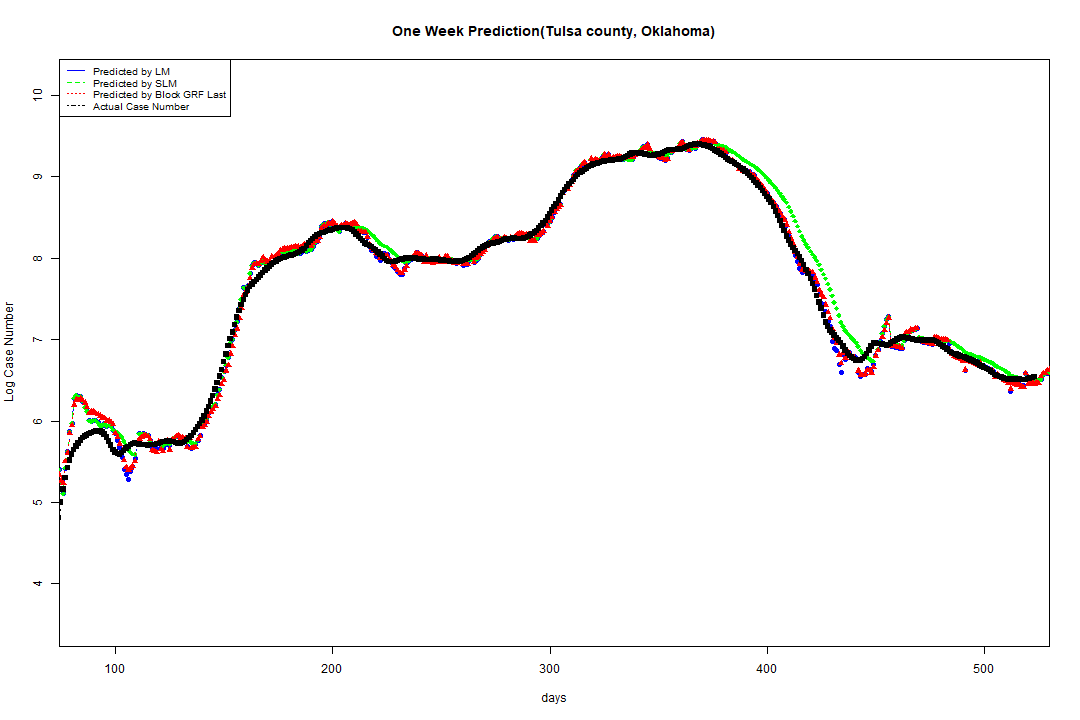 One Week Prediction(Tulsa county, Oklahoma)
Predicted by LM
Predicted by SLM
Predicted by Block GRF Last
Actual Case Number
10
9
8
7
6
5
4
Log Case Number
100 200 300 400 500
days